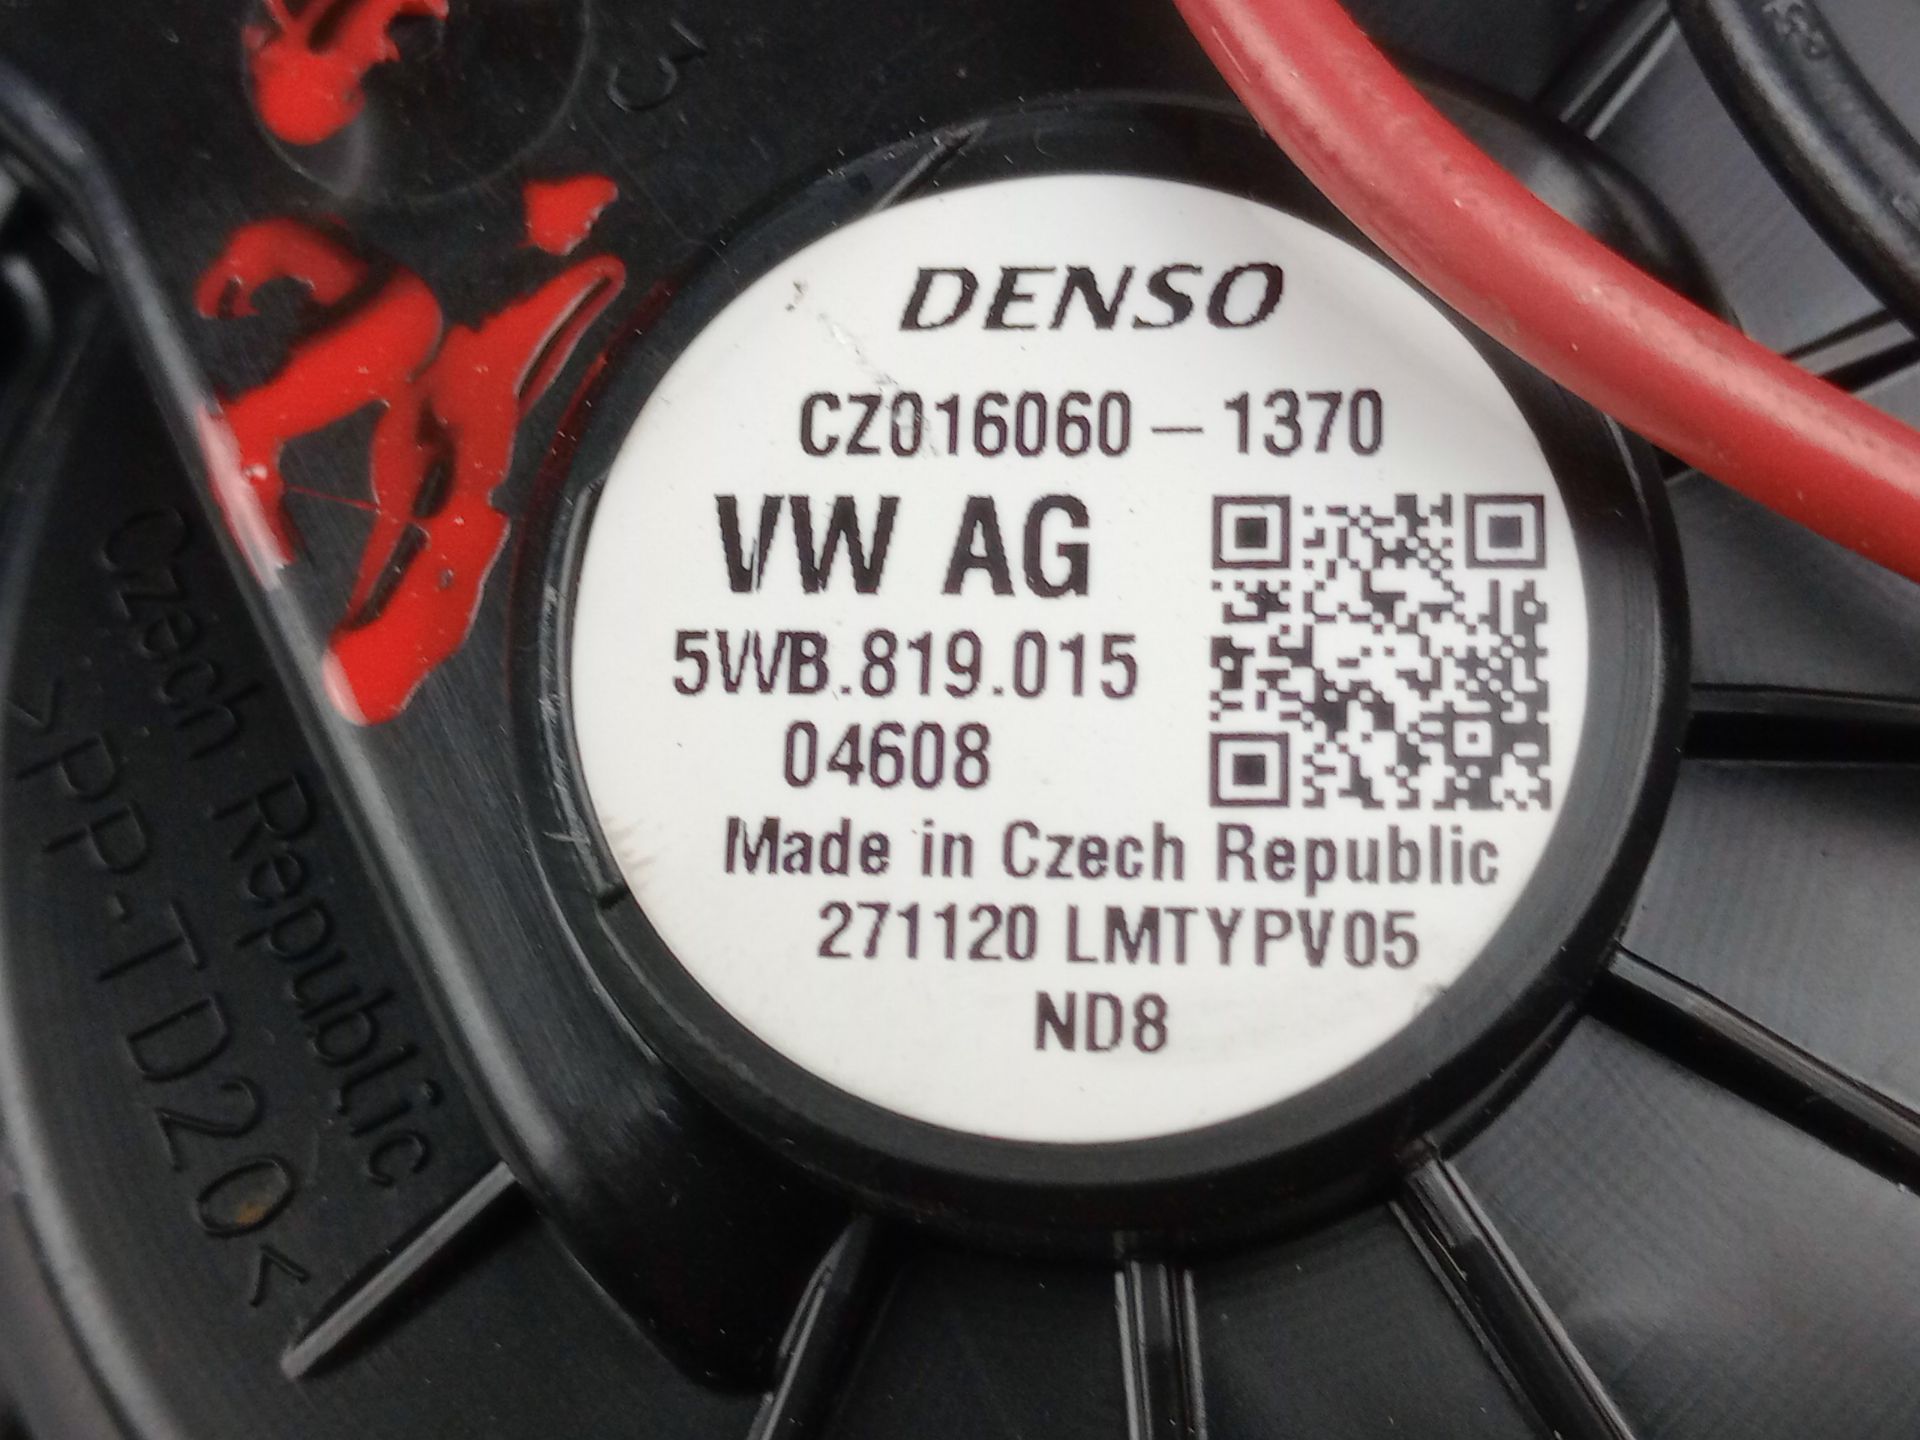 DENSO
CZ016060-1370
VW AG
5WB.819.015
04608
Made in Czech Republic
271120 LMTYPV05
ND8
Czech Republic
>PP-TD20<